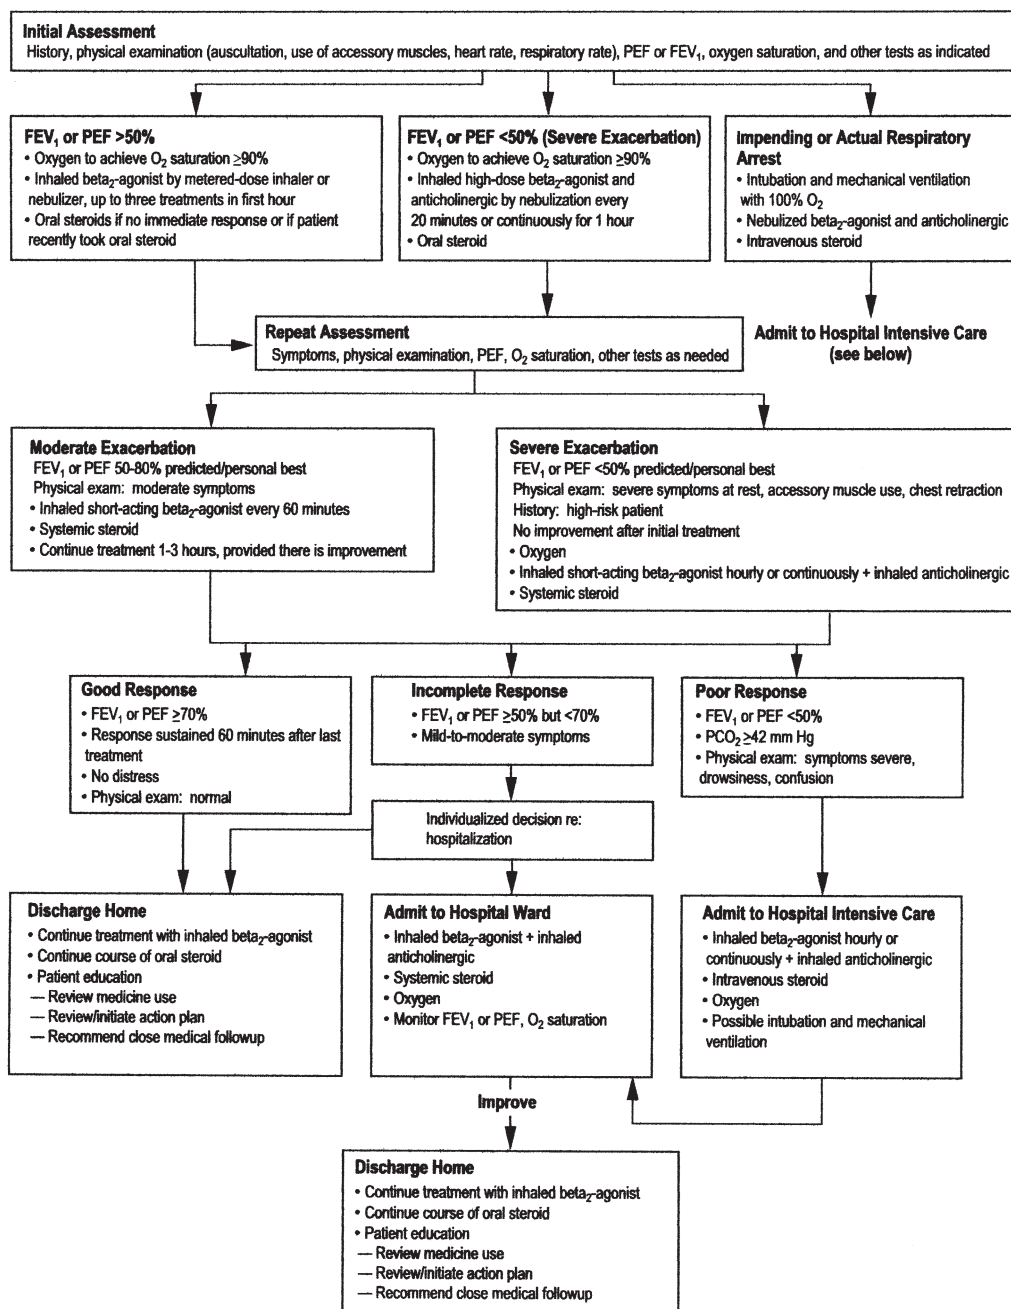 Initial Assessment
History, physical examination (auscultation, use of accessory muscles, heart rate, respiratory rate), PEF or FEV₁, oxygen saturation, and other tests as indicated
FEV₁ or PEF >50%
• Oxygen to achieve O₂ saturation ≥90%
• Inhaled beta₂-agonist by metered-dose inhaler or
nebulizer, up to three treatments in first hour
• Oral steroids if no immediate response or if patient
recently took oral steroid
FEV₁ or PEF <50% (Severe Exacerbation)
• Oxygen to achieve O₂ saturation ≥90%
• Inhaled high-dose beta₂-agonist and
anticholinergic by nebulization every
20 minutes or continuously for 1 hour
• Oral steroid
Impending or Actual Respiratory
Arrest
• Intubation and mechanical ventilation
with 100% O₂
• Nebulized beta₂-agonist and anticholinergic
• Intravenous steroid
Repeat Assessment
Symptoms, physical examination, PEF, O₂ saturation, other tests as needed
Admit to Hospital Intensive Care
(see below)
Moderate Exacerbation
FEV₁ or PEF 50-80% predicted/personal best
Physical exam: moderate symptoms
• Inhaled short-acting beta₂-agonist every 60 minutes
• Systemic steroid
• Continue treatment 1-3 hours, provided there is improvement
Severe Exacerbation
FEV₁ or PEF <50% predicted/personal best
Physical exam: severe symptoms at rest, accessory muscle use, chest retraction
History: high-risk patient
No improvement after initial treatment
• Oxygen
• Inhaled short-acting beta₂-agonist hourly or continuously + inhaled anticholinergic
• Systemic steroid
Good Response
• FEV₁ or PEF ≥70%
• Response sustained 60 minutes after last
treatment
• No distress
• Physical exam: normal
Incomplete Response
• FEV₁ or PEF ≥50% but <70%
• Mild-to-moderate symptoms
Poor Response
• FEV₁ or PEF <50%
• PCO₂ ≥42 mm Hg
• Physical exam: symptoms severe,
drowsiness, confusion
Individualized decision re:
hospitalization
Discharge Home
• Continue treatment with inhaled beta₂-agonist
• Continue course of oral steroid
• Patient education
— Review medicine use
— Review/initiate action plan
— Recommend close medical followup
Admit to Hospital Ward
• Inhaled beta₂-agonist + inhaled
anticholinergic
• Systemic steroid
• Oxygen
• Monitor FEV₁ or PEF, O₂ saturation
Admit to Hospital Intensive Care
• Inhaled beta₂-agonist hourly or
continuously + inhaled anticholinergic
• Intravenous steroid
• Oxygen
• Possible intubation and mechanical
ventilation
Improve
Discharge Home
• Continue treatment with inhaled beta₂-agonist
• Continue course of oral steroid
• Patient education
— Review medicine use
— Review/initiate action plan
— Recommend close medical followup